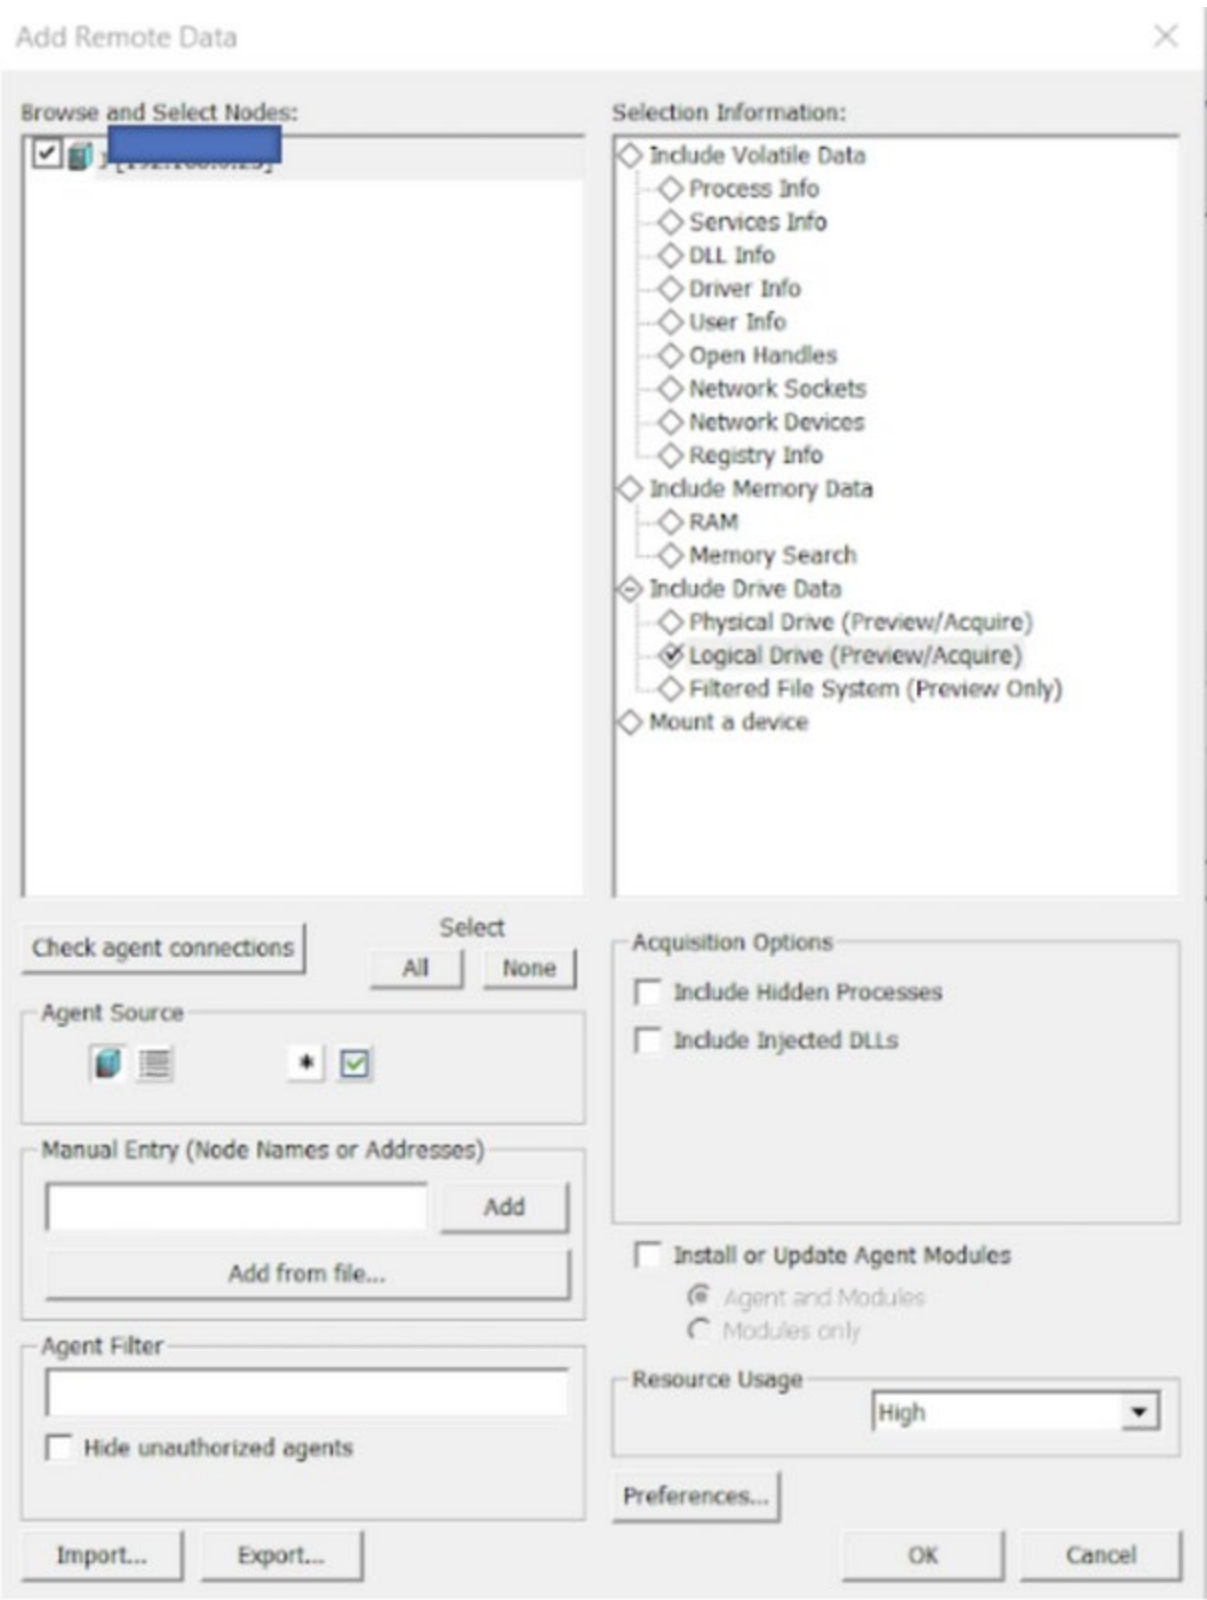 Add Remote Data
Browse and Select Nodes:
Check agent connections
Select
All
None
Agent Source
*
Manual Entry (Node Names or Addresses)
Add
Add from file...
Agent Filter
Hide unauthorized agents
Import...
Export...
Selection Information:
Include Volatile Data
Process Info
Services Info
DLL Info
Driver Info
User Info
Open Handles
Network Sockets
Network Devices
Registry Info
Include Memory Data
RAM
Memory Search
Include Drive Data
Physical Drive (Preview/Acquire)
Logical Drive (Preview/Acquire)
Filtered File System (Preview Only)
Mount a device
Acquisition Options
Include Hidden Processes
Include Injected DLLs
Install or Update Agent Modules
Agent and Modules
Modules only
Resource Usage
High
Preferences...
OK
Cancel